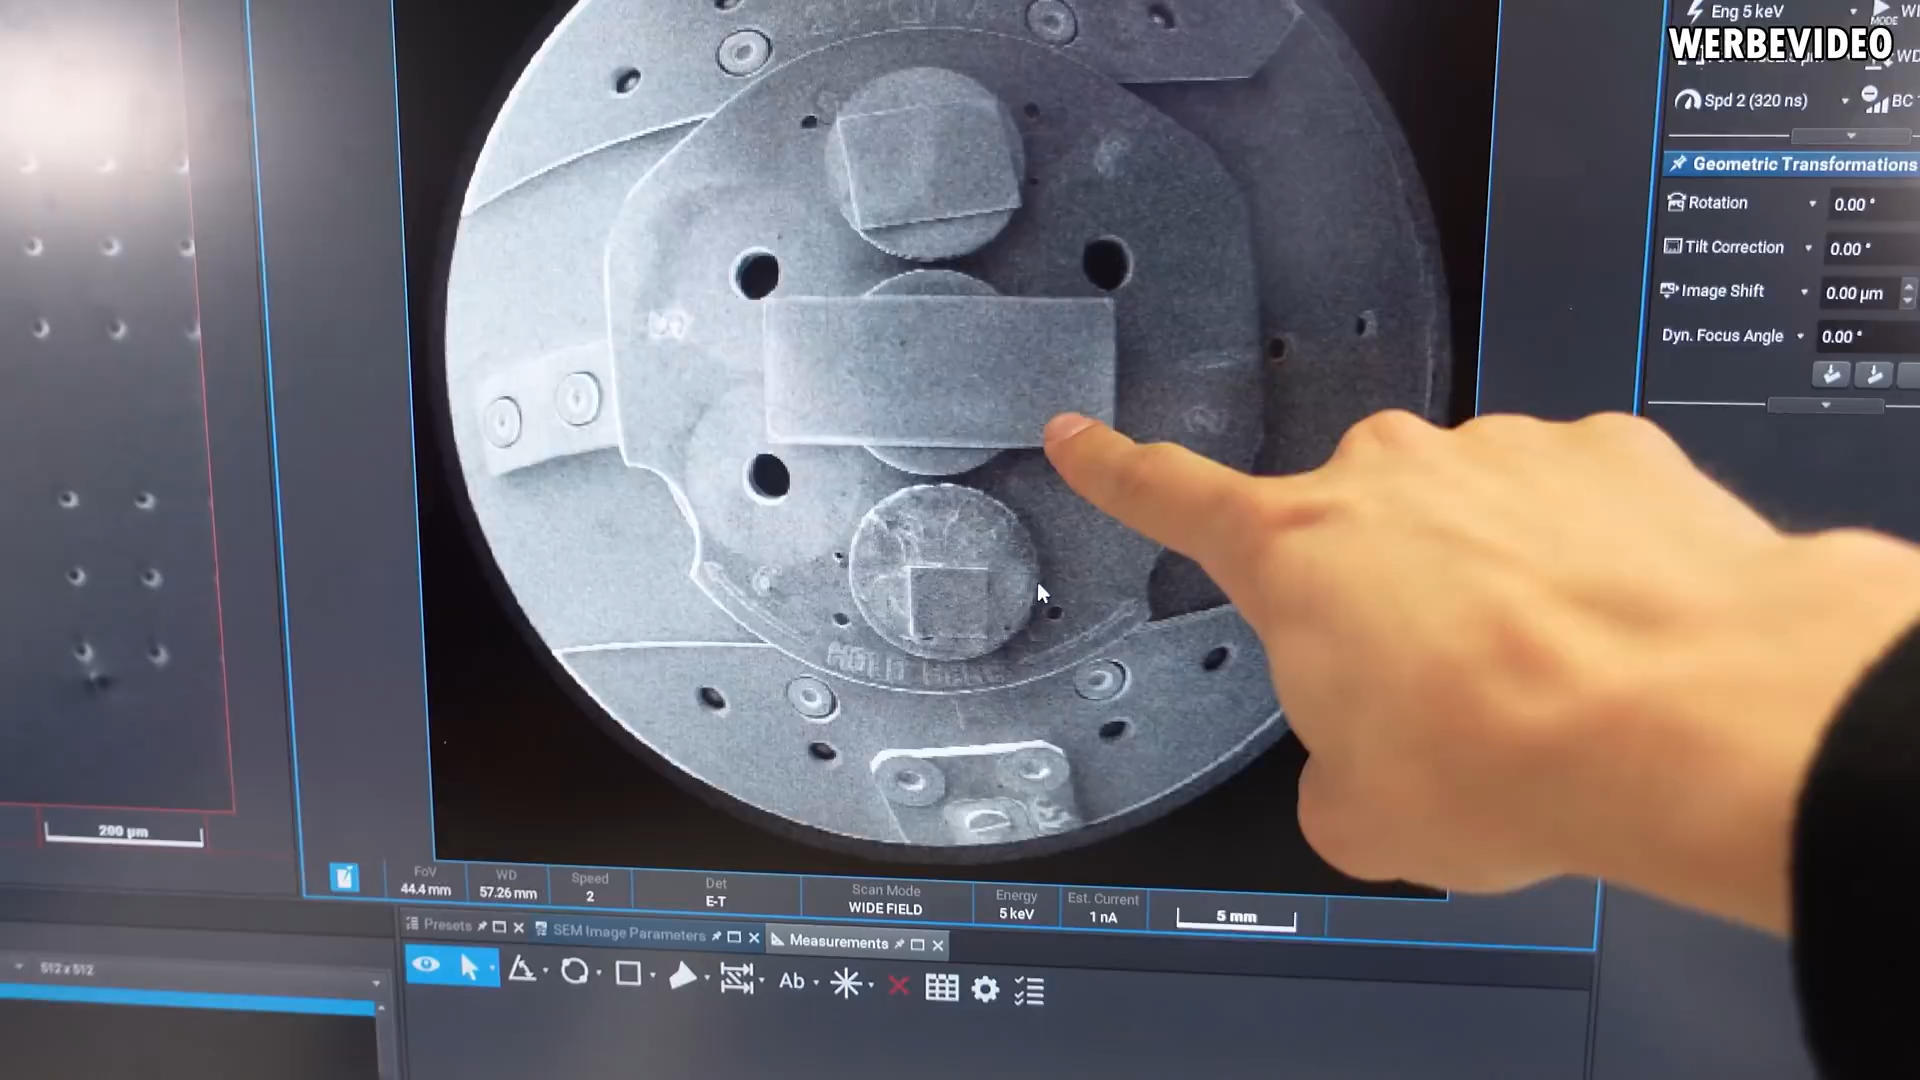 Eng 5 keV
MODE
WERBEVIDEO
WD
Spd 2 (320 ns)
BC
Geometric Transformations
Rotation
0.00 °
Tilt Correction
0.00 °
Image Shift
0.00 µm
Dyn. Focus Angle
0.00 °
HOLD HERE
200 µm
FoV
44.4 mm
WD
57.26 mm
Speed
2
Det
E-T
Scan Mode
WIDE FIELD
Energy
5 keV
Est. Current
1 nA
5 mm
Presets
SEM Image Parameters
Measurements
512 x 512
Ab